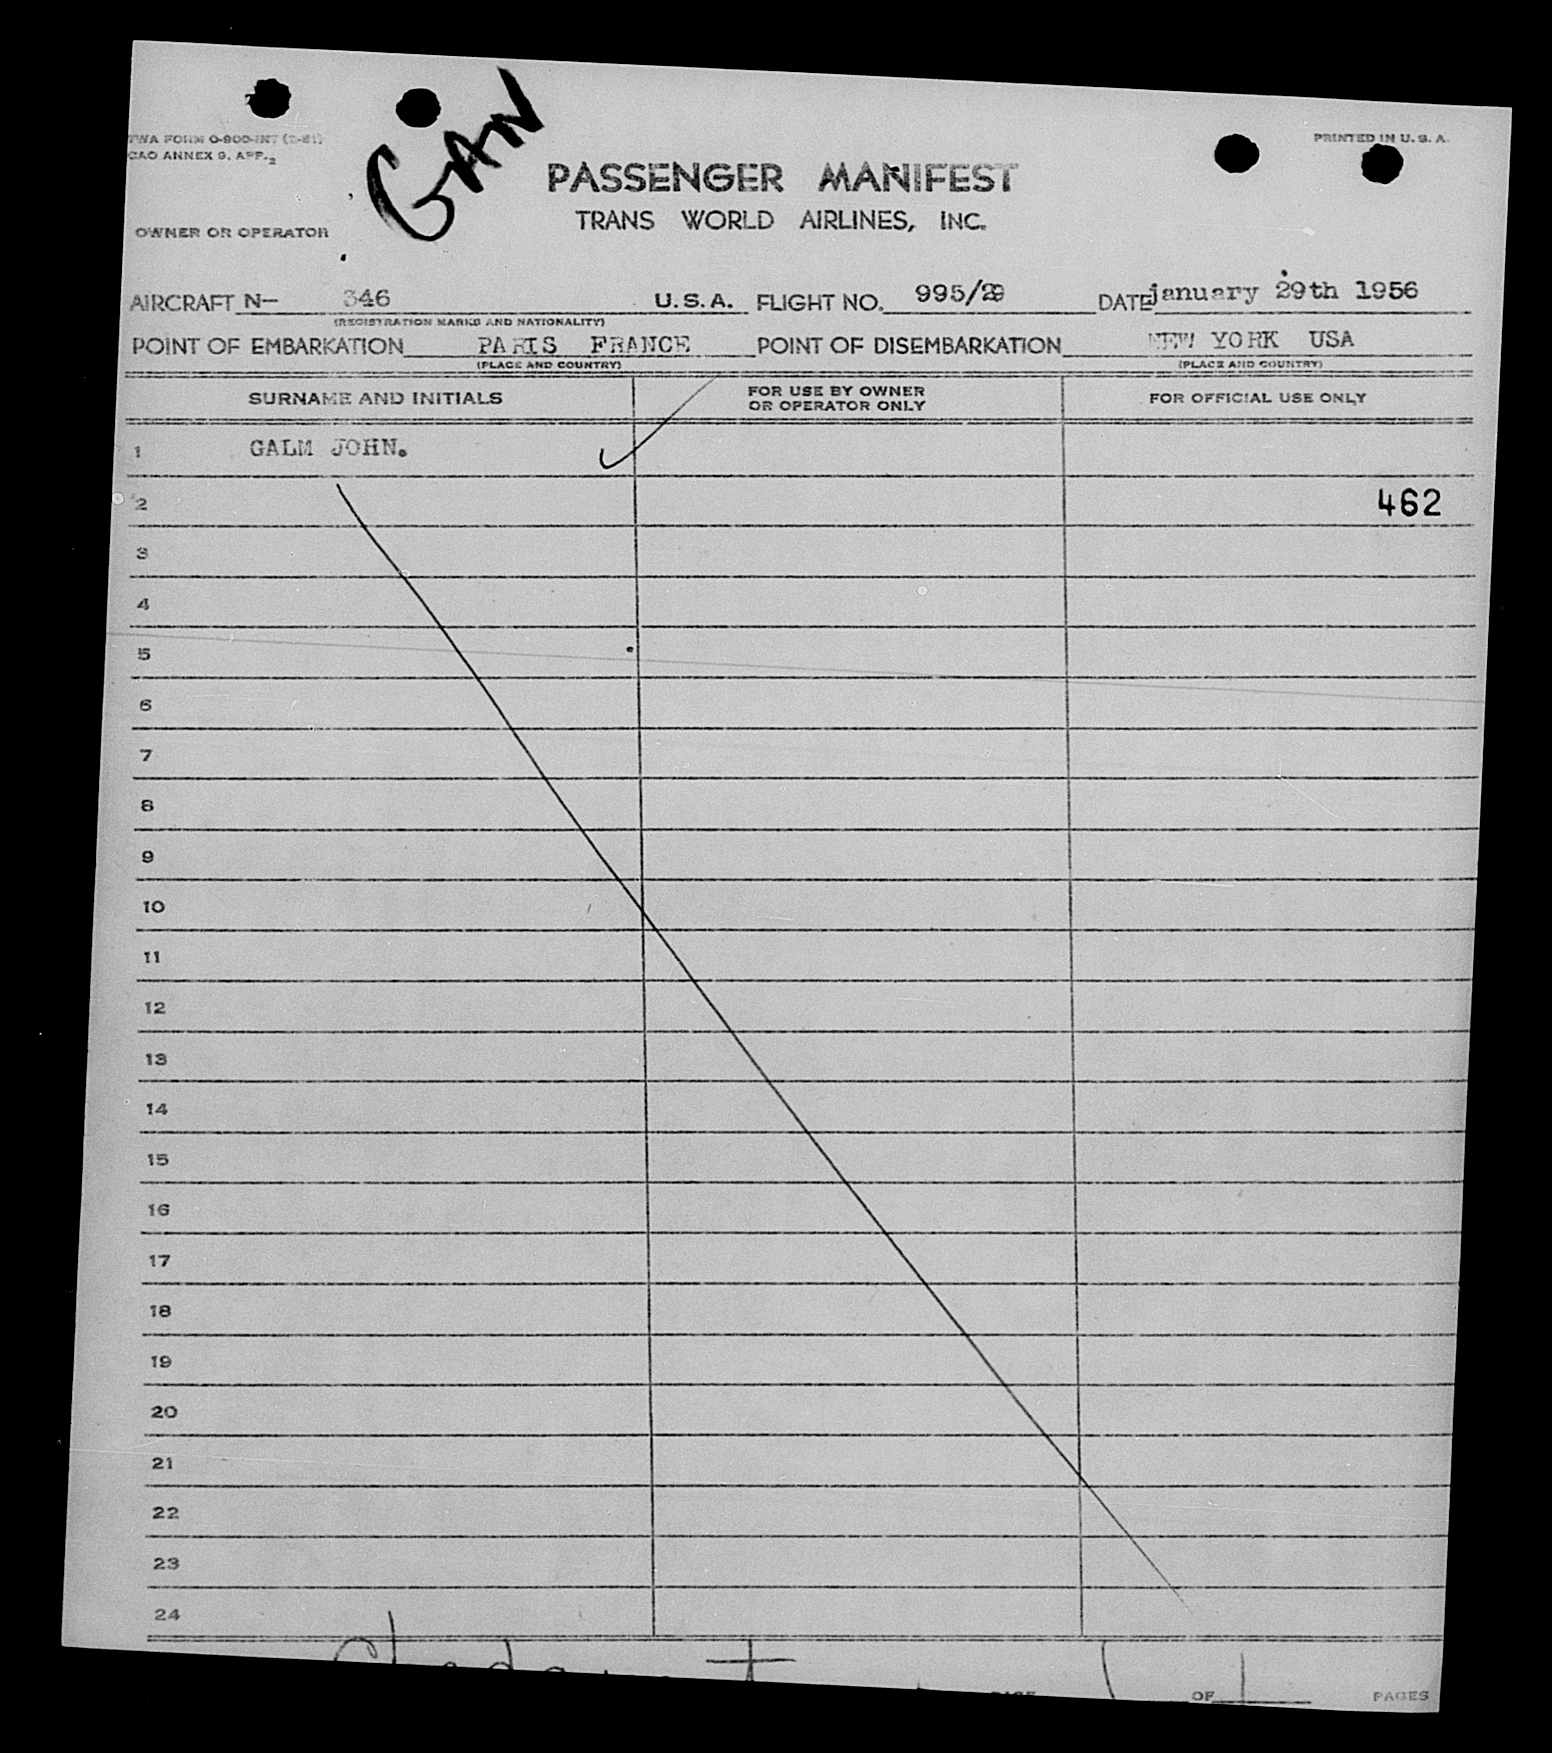 TWA FORM O-900-INT (2-51)
CAO ANNEX 9, APP. 2
GAN
PRINTED IN U. S. A.
PASSENGER MANIFEST
TRANS WORLD AIRLINES, INC.
OWNER OR OPERATOR
AIRCRAFT N- 346 U.S.A. FLIGHT NO. 995/29 DATE january 29th 1956
(REGISTRATION MARKS AND NATIONALITY)
POINT OF EMBARKATION PARIS FRANCE POINT OF DISEMBARKATION NEW YORK USA
(PLACE AND COUNTRY) (PLACE AND COUNTRY)
SURNAME AND INITIALS FOR USE BY OWNER OR OPERATOR ONLY FOR OFFICIAL USE ONLY
1 GALM JOHN.
2 462
3
4
5
6
7
8
9
10
11
12
13
14
15
16
17
18
19
20
21
22
23
24
PAGE OF PAGES